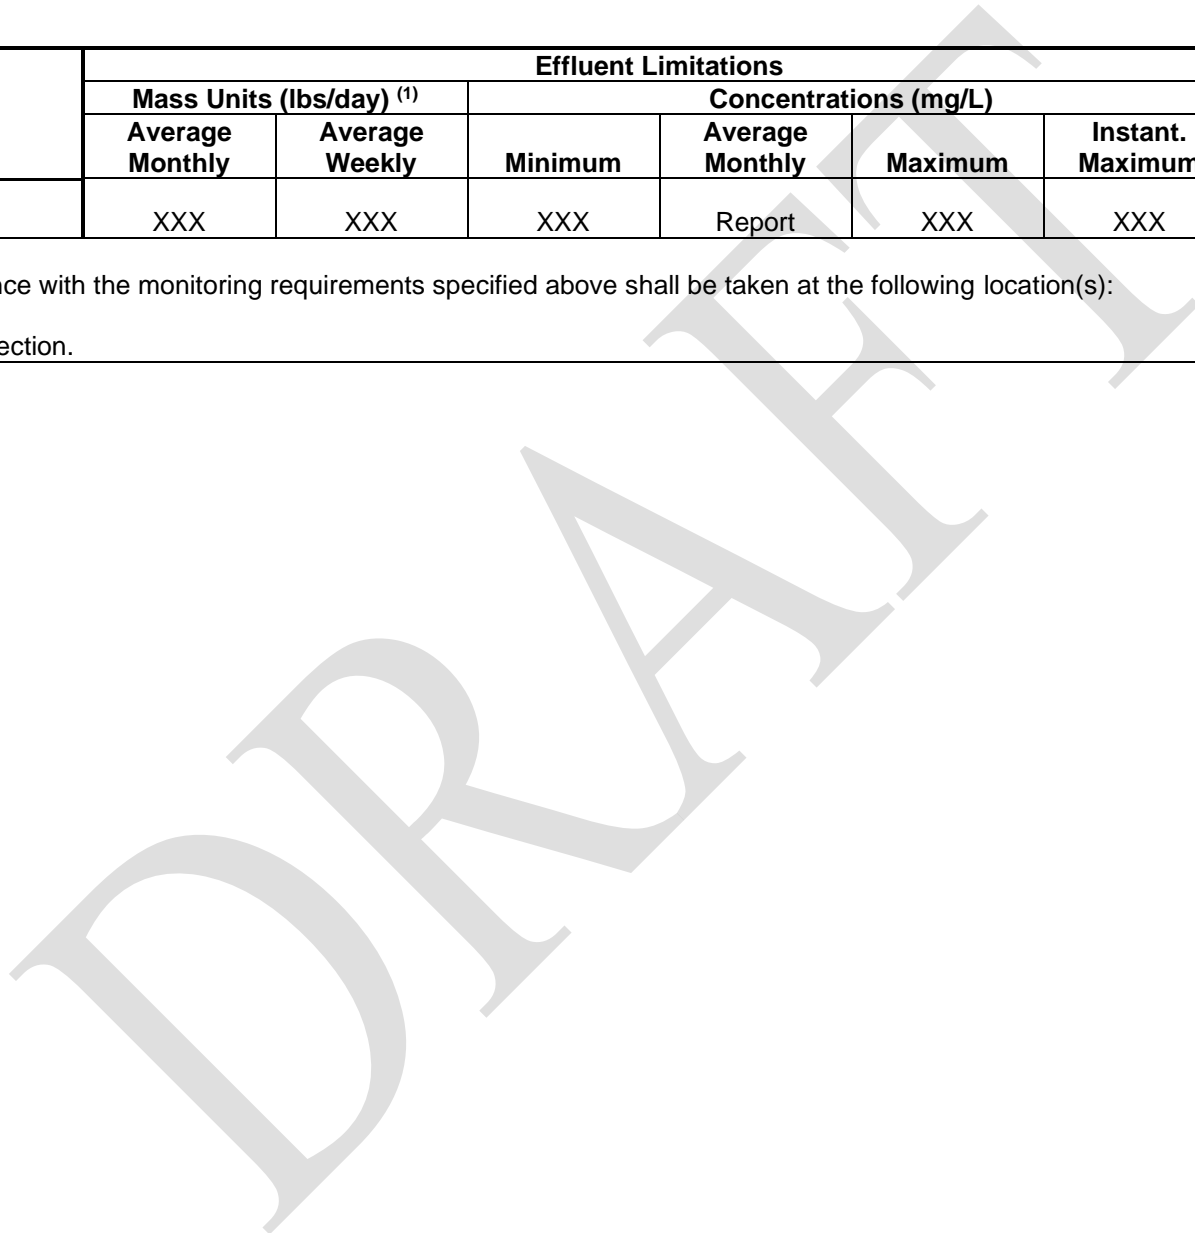 Effluent Limitations
Mass Units (lbs/day) (1) Concentrations (mg/L)
Average Average Average Instant.
Monthly Weekly Minimum Monthly Maximum Maximum
XXX XXX XXX Report XXX XXX
with the monitoring requirements specified above shall be taken at the following location(s):
DRAFT